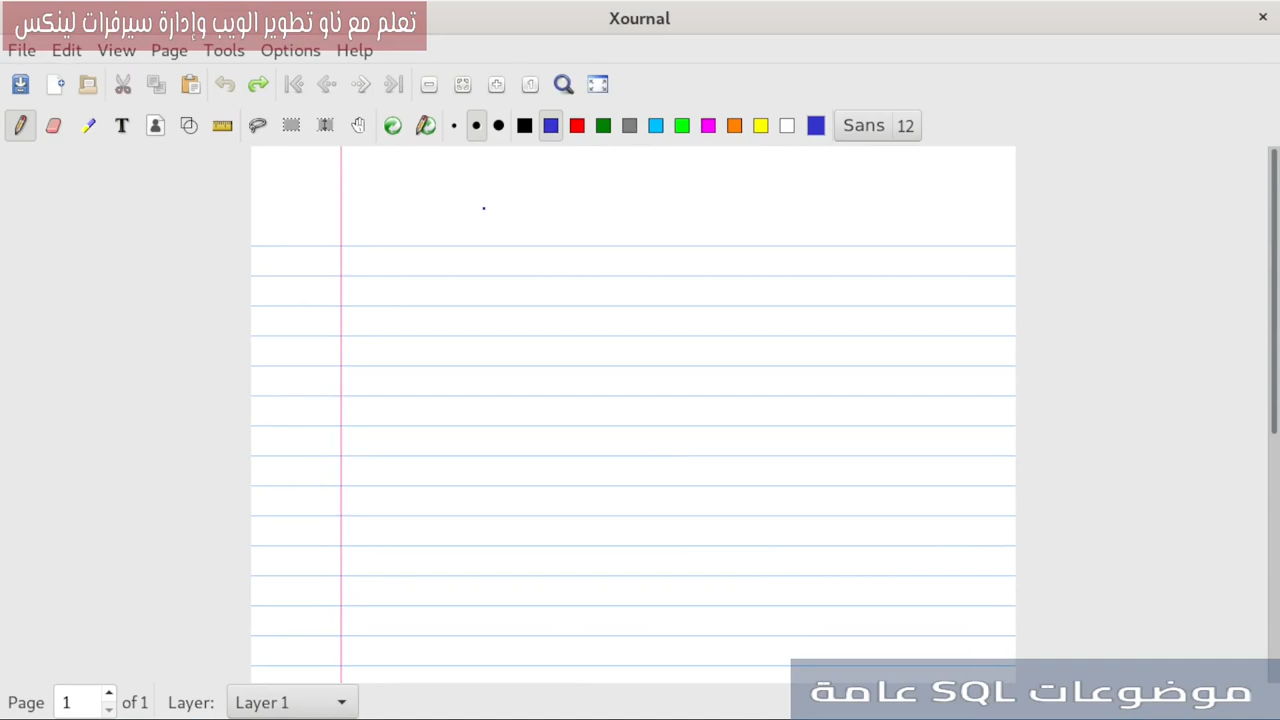 Xournal
تعلم مع ناو تطوير الويب وإدارة سيرفرات لينكس
File Edit View Page Tools Options Help
Sans 12
Page 1 of 1 Layer: Layer 1
موضوعات SQL عامة